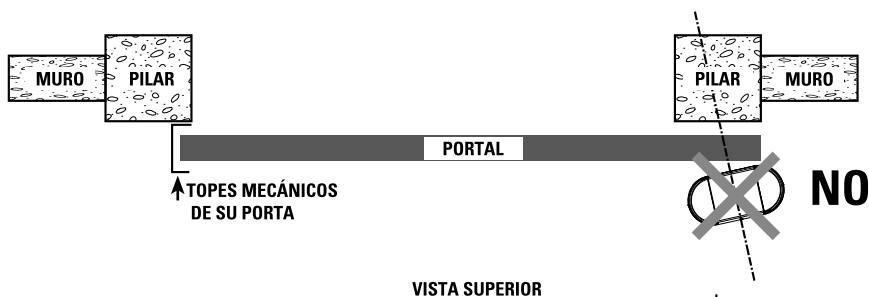 MURO PILAR PILAR MURO
PORTAL
TOPES MECÁNICOS
DE SU PORTA
NO
VISTA SUPERIOR